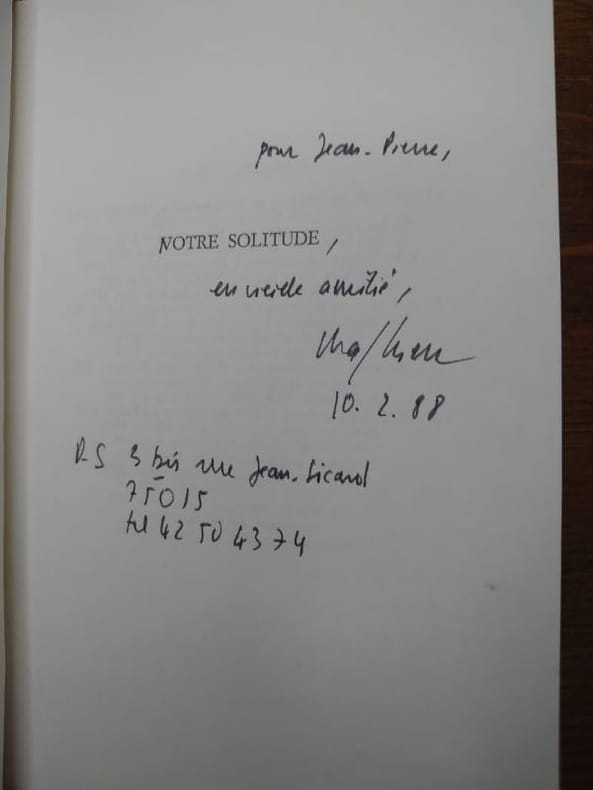 pour Jean-Pierre,
NOTRE SOLITUDE,
en vieille amitié,
10. 2. 88
P.S 3 bis rue Jean-Sicard
75015
tel 42 50 43 74